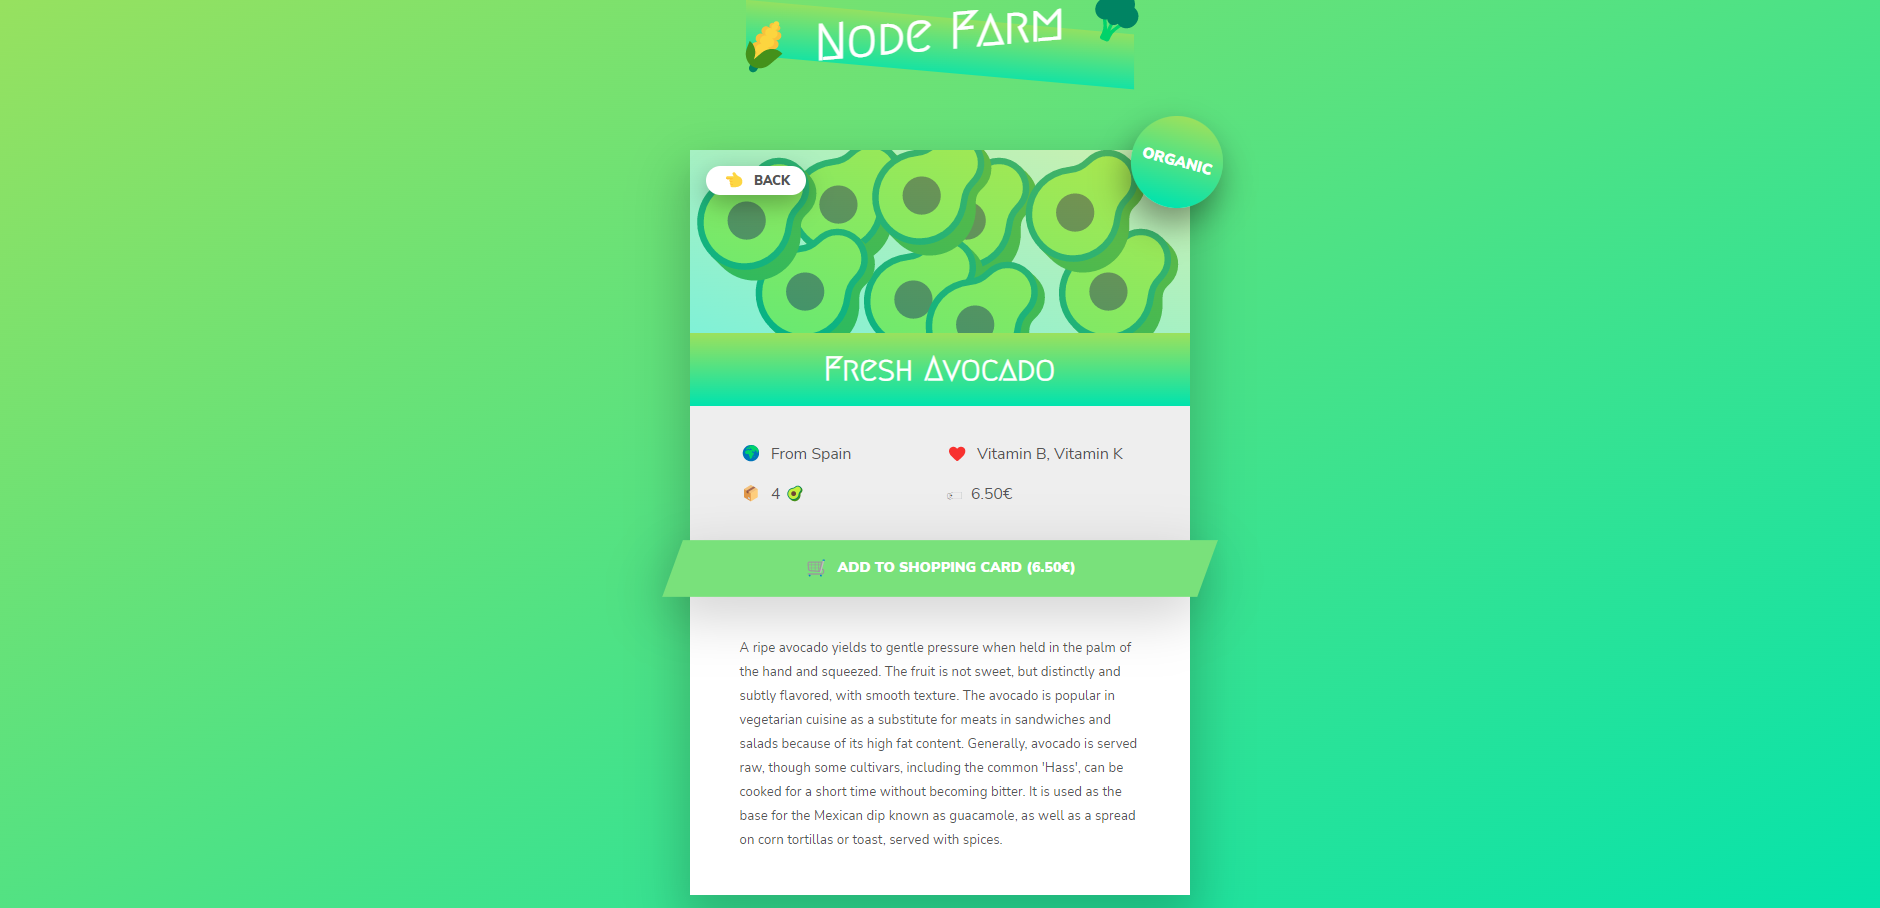 Node Farm
ORGANIC
BACK
Fresh Avocado
From Spain
Vitamin B, Vitamin K
4
6.50€
ADD TO SHOPPING CARD (6.50€)
A ripe avocado yields to gentle pressure when held in the palm of
the hand and squeezed. The fruit is not sweet, but distinctly and
subtly flavored, with smooth texture. The avocado is popular in
vegetarian cuisine as a substitute for meats in sandwiches and
salads because of its high fat content. Generally, avocado is served
raw, though some cultivars, including the common 'Hass', can be
cooked for a short time without becoming bitter. It is used as the
base for the Mexican dip known as guacamole, as well as a spread
on corn tortillas or toast, served with spices.